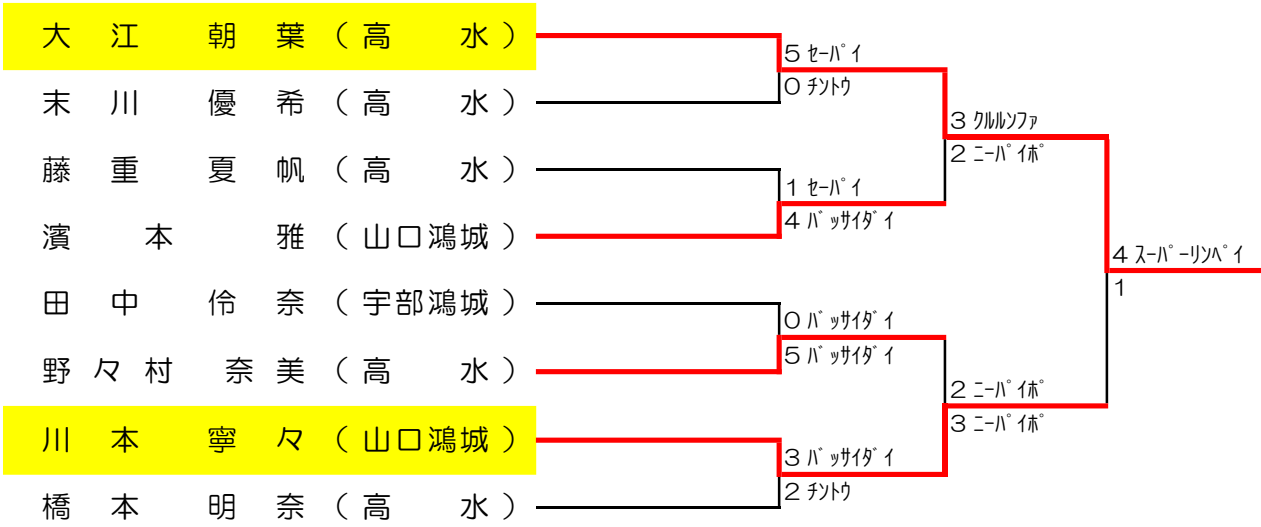 大江 朝葉（高 水）
5 ｾｰﾊﾟｲ
0 ﾁﾝﾄｳ
末川 優希（高 水）
3 ｸﾙﾙﾝﾌｧ
2 ﾆｰﾊﾟｲﾎﾟ
藤重 夏帆（高 水）
1 ｾｰﾊﾟｲ
4 ﾊﾞｯｻｲﾀﾞｲ
濱本 雅（山口鴻城）
4 ｽｰﾊﾟｰﾘﾝﾍﾟｲ
1
田中 伶奈（宇部鴻城）
0 ﾊﾞｯｻｲﾀﾞｲ
5 ﾊﾞｯｻｲﾀﾞｲ
野々村 奈美（高 水）
2 ﾆｰﾊﾟｲﾎﾟ
3 ﾆｰﾊﾟｲﾎﾟ
川本 寧々（山口鴻城）
3 ﾊﾞｯｻｲﾀﾞｲ
2 ﾁﾝﾄｳ
橋本 明奈（高 水）